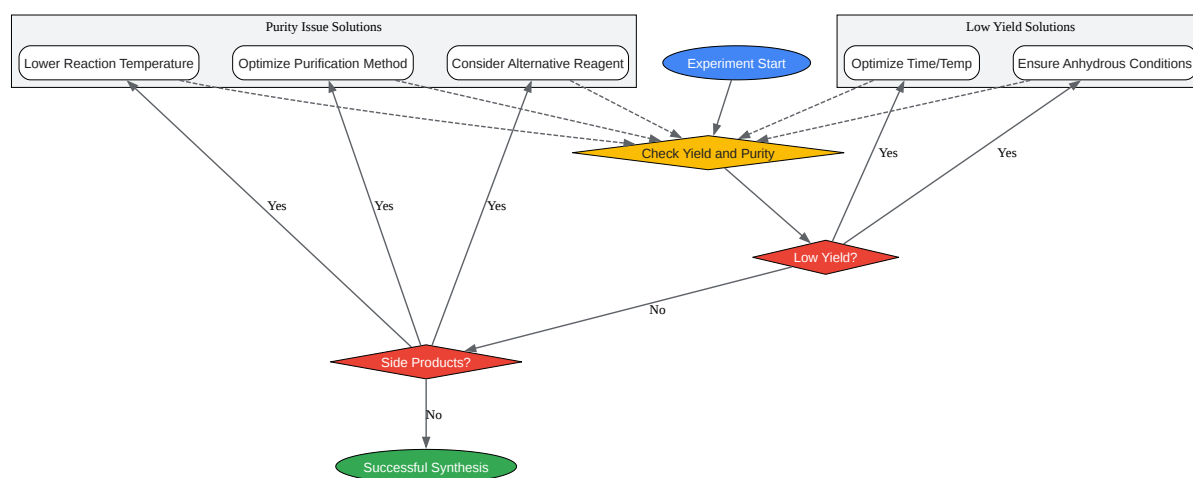 Purity Issue Solutions
Low Yield Solutions
Lower Reaction Temperature
Optimize Purification Method
Consider Alternative Reagent
Experiment Start
Optimize Time/Temp
Ensure Anhydrous Conditions
Check Yield and Purity
Yes
Yes
Yes
Yes
Yes
Low Yield?
No
Side Products?
No
Successful Synthesis